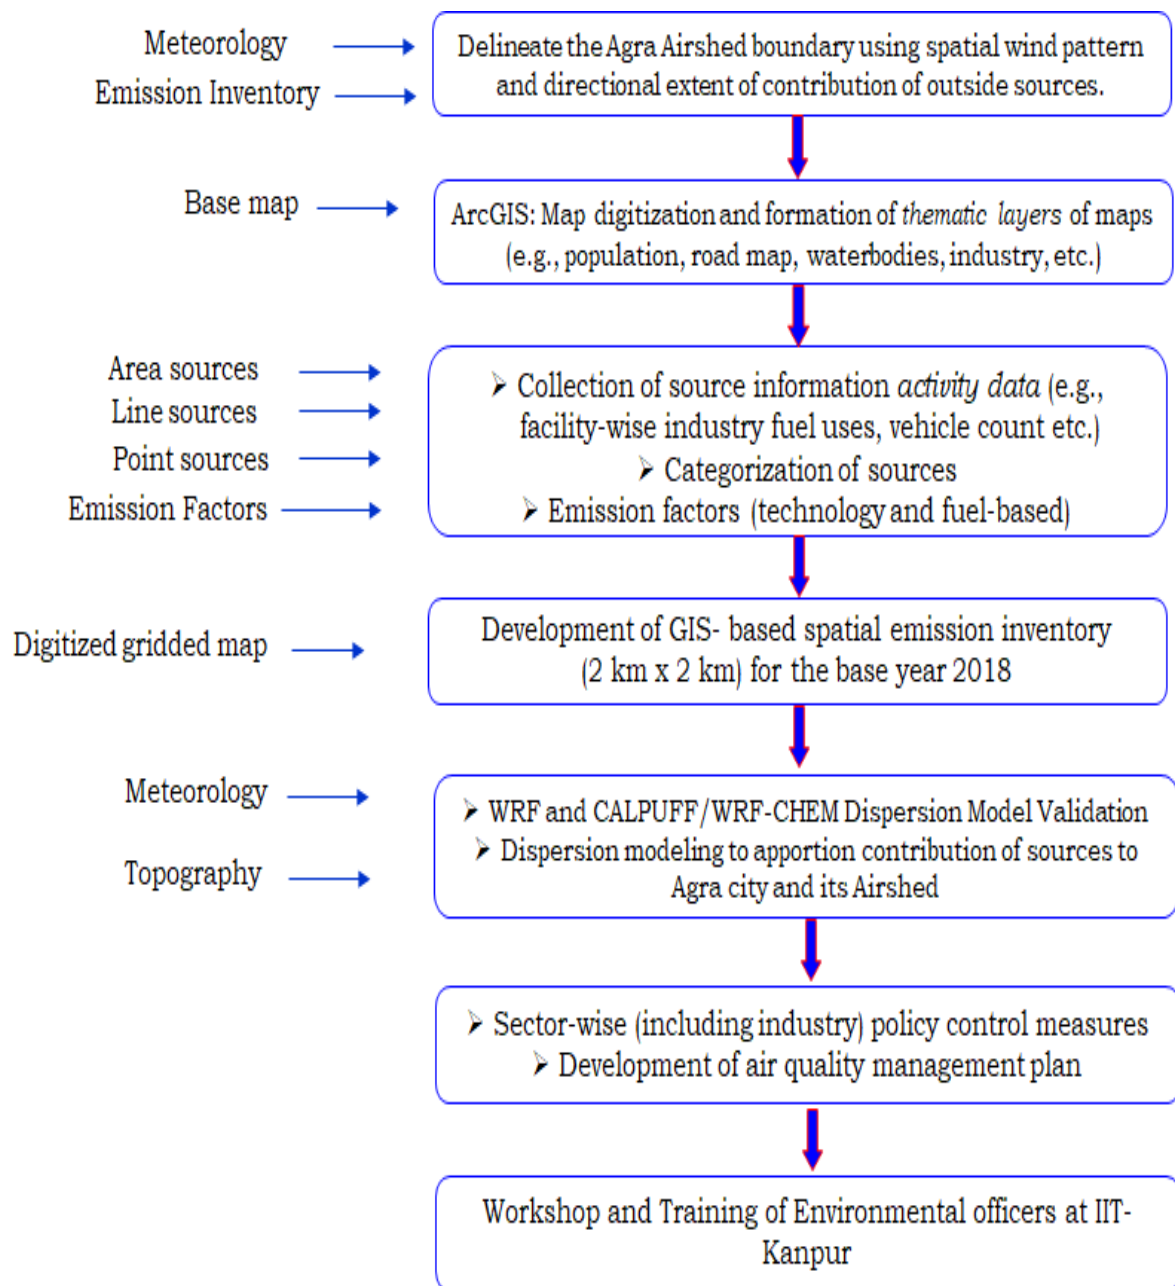 Meteorology
Emission Inventory
Delineate the Agra Airshed boundary using spatial wind pattern
and directional extent of contribution of outside sources.
Base map
ArcGIS: Map digitization and formation of thematic layers of maps
(e.g., population, road map, waterbodies, industry, etc.)
Area sources
Line sources
Point sources
Emission Factors
➢ Collection of source information activity data (e.g.,
facility-wise industry fuel uses, vehicle count etc.)
➢ Categorization of sources
➢ Emission factors (technology and fuel-based)
Digitized gridded map
Development of GIS- based spatial emission inventory
(2 km x 2 km) for the base year 2018
Meteorology
Topography
➢ WRF and CALPUFF/WRF-CHEM Dispersion Model Validation
➢ Dispersion modeling to apportion contribution of sources to
Agra city and its Airshed
➢ Sector-wise (including industry) policy control measures
➢ Development of air quality management plan
Workshop and Training of Environmental officers at IIT-
Kanpur